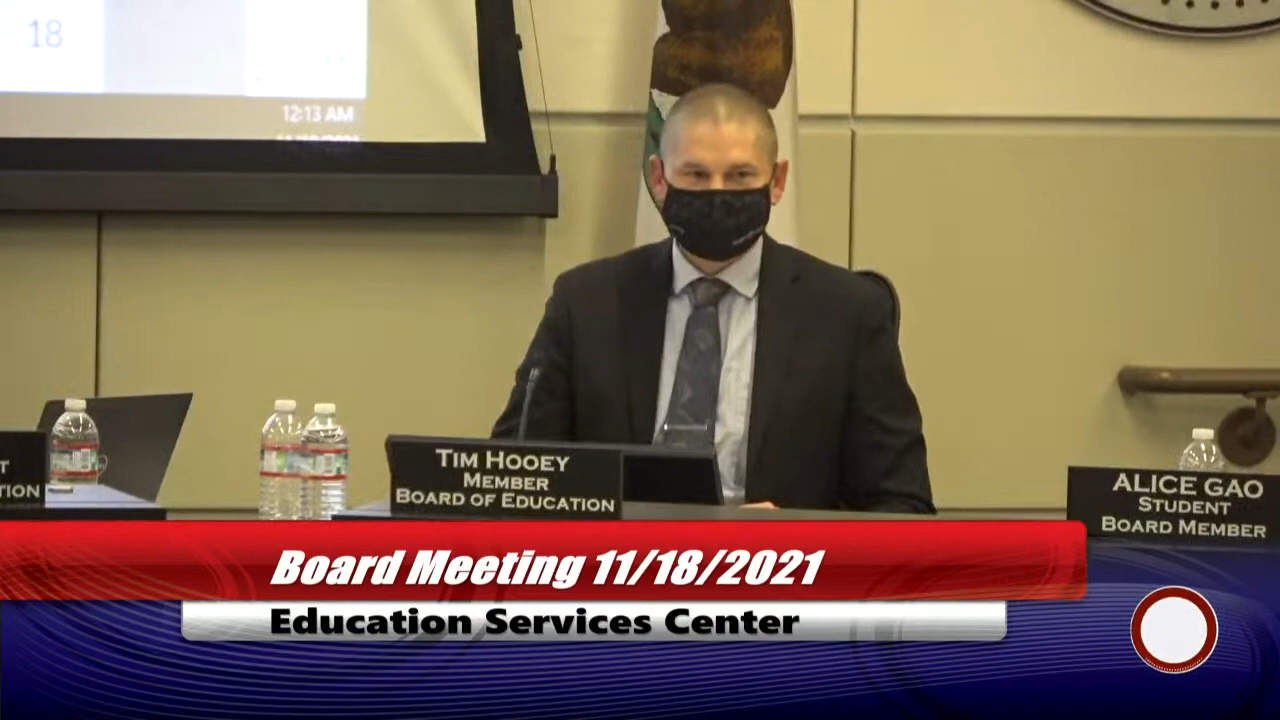 18
12:13 AM
TIM HOOEY
MEMBER
BOARD OF EDUCATION
ALICE GAO
STUDENT
BOARD MEMBER
Board Meeting 11/18/2021
Education Services Center